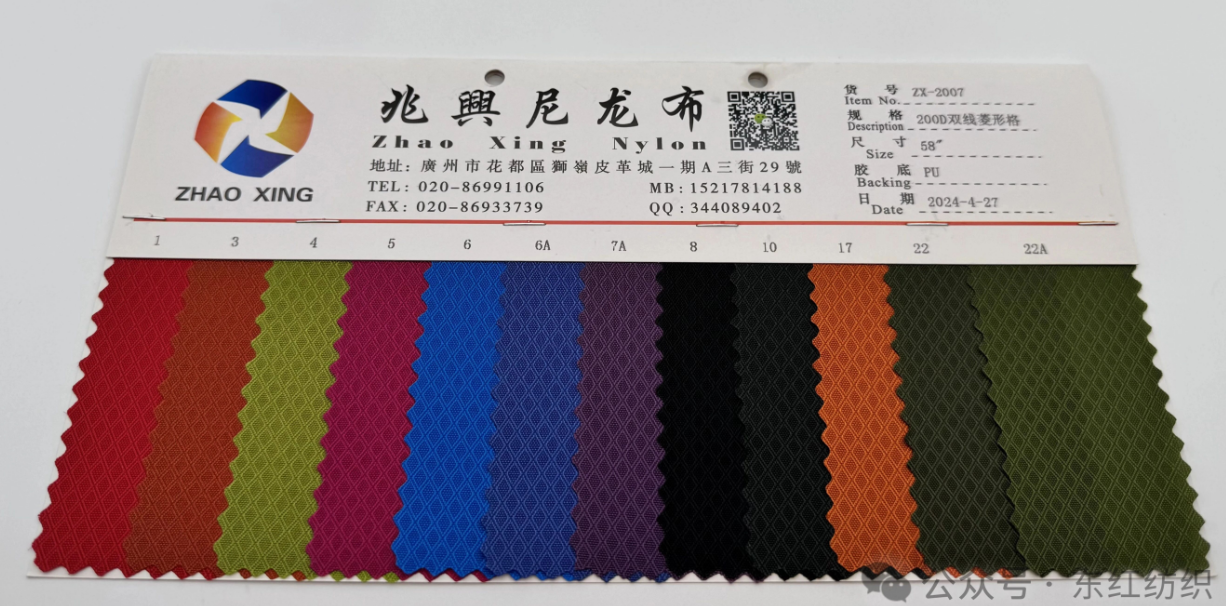 ZHAO XING
兆興尼龙布
Zhao Xing Nylon
地址: 廣州市花都區獅嶺皮革城一期A三街29號
TEL: 020-86991106 MB: 15217814188
FAX: 020-86933739 QQ: 344089402
货号 ZX-2007
Item No.
规格 200D双线菱形格
Description
尺寸 58″
Size
胶底 PU
Backing
日期 2024-4-27
Date
1 3 4 5 6 6A 7A 8 10 17 22 22A
公众号·东红纺织